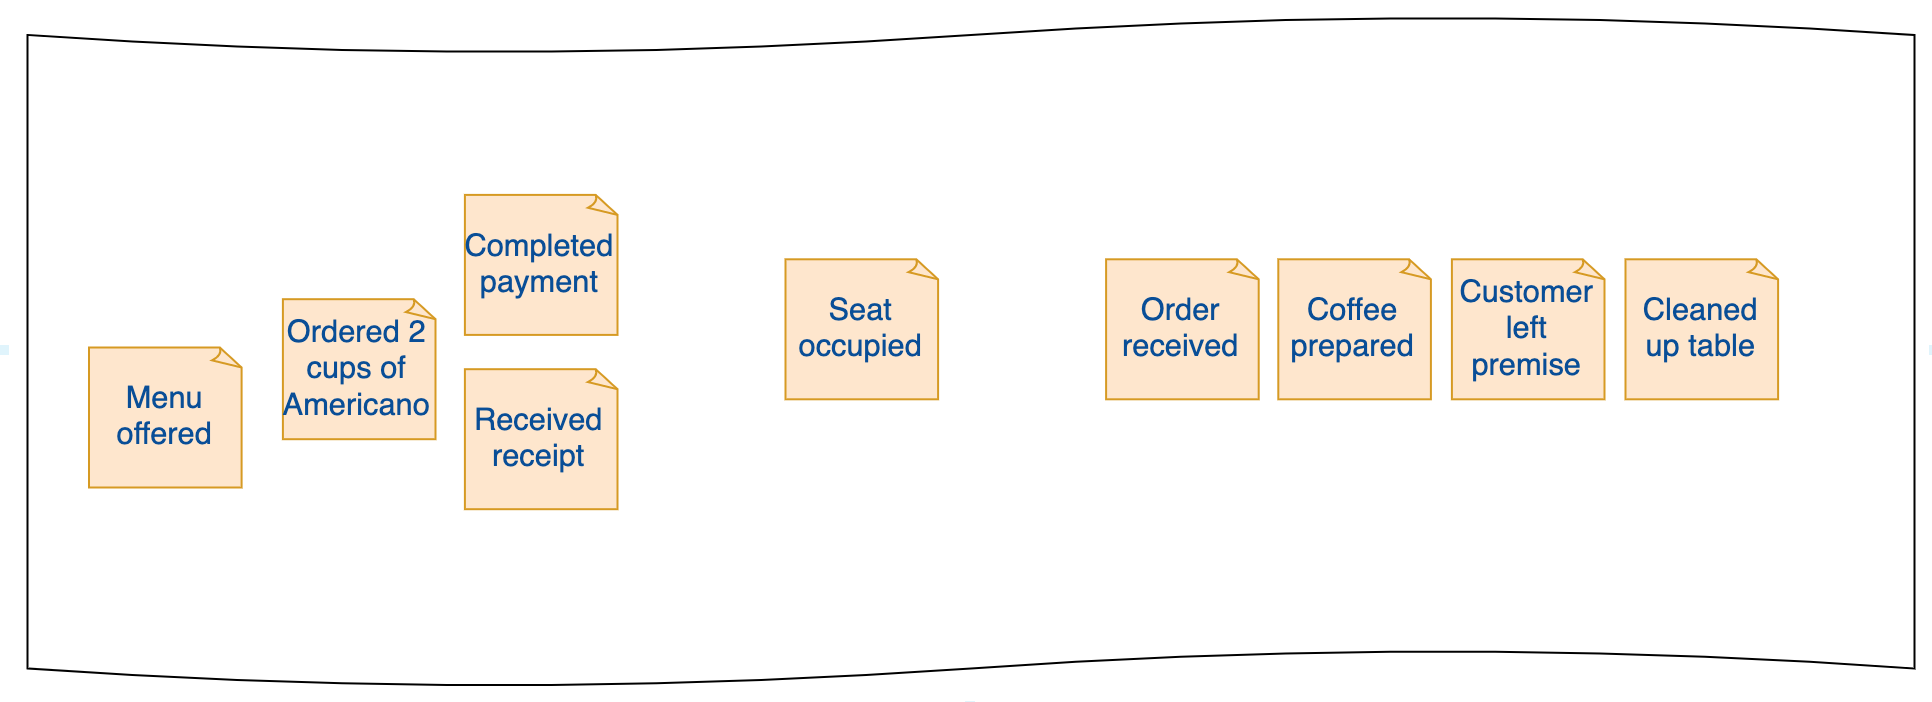 Menu
offered
Ordered 2
cups of
Americano
Completed
payment
Received
receipt
Seat
occupied
Order
received
Coffee
prepared
Customer
left
premise
Cleaned
up table